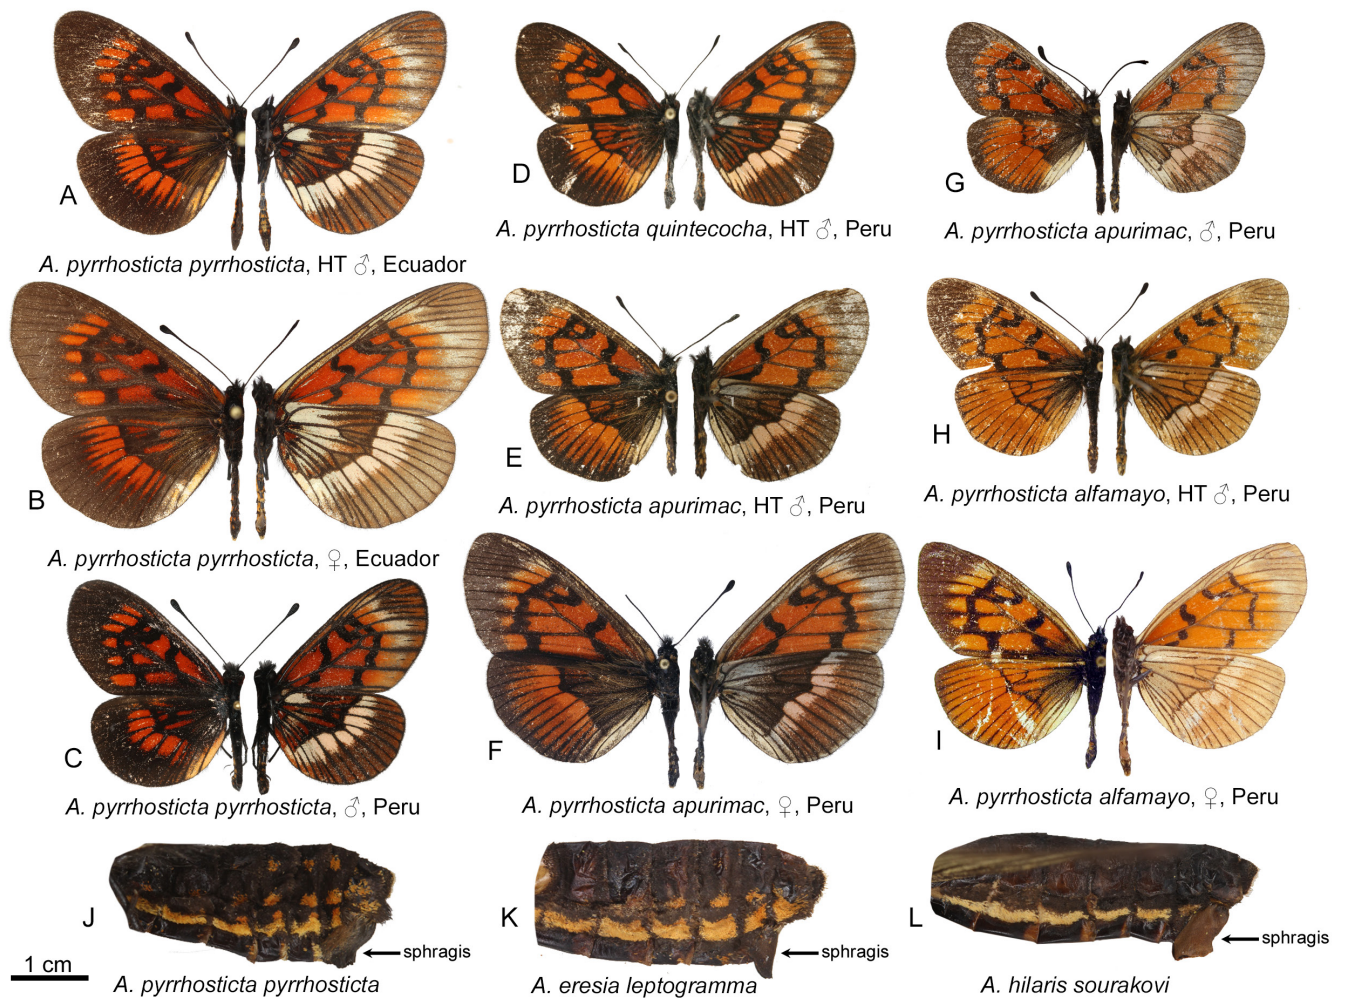 A
A. pyrrhosticta pyrrhosticta, HT ♂, Ecuador
B
A. pyrrhosticta pyrrhosticta, ♀, Ecuador
C
A. pyrrhosticta pyrrhosticta, ♂, Peru
D
A. pyrrhosticta quintecocha, HT ♂, Peru
E
A. pyrrhosticta apurimac, HT ♂, Peru
F
A. pyrrhosticta apurimac, ♀, Peru
G
A. pyrrhosticta apurimac, ♂, Peru
H
A. pyrrhosticta alfamayo, HT ♂, Peru
I
A. pyrrhosticta alfamayo, ♀, Peru
J
sphragis
1 cm
A. pyrrhosticta pyrrhosticta
K
sphragis
A. eresia leptogramma
L
sphragis
A. hilaris sourakovi